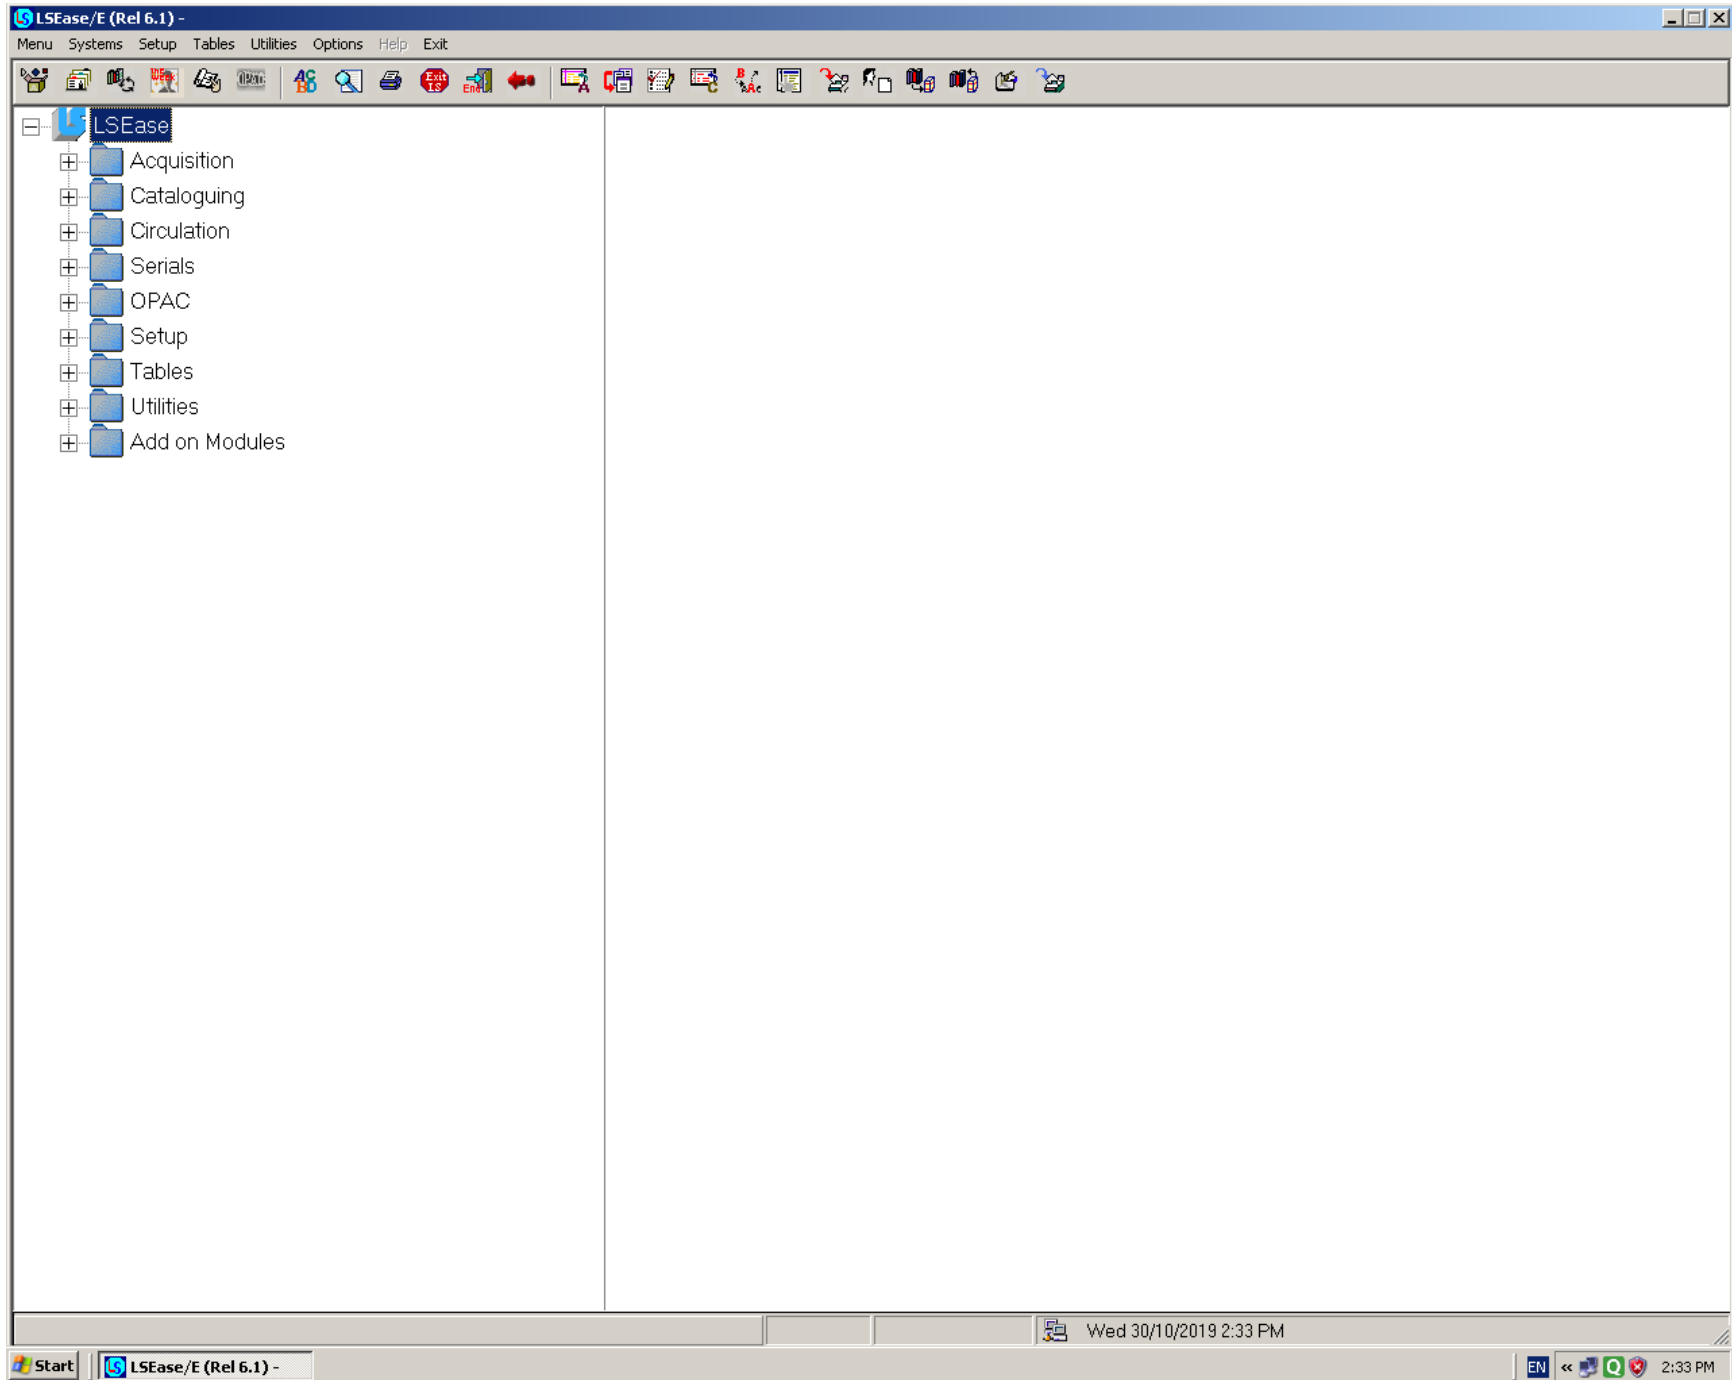 LSEase/E (Rel 6.1) -
Menu Systems Setup Tables Utilities Options Help Exit
LSEase
Acquisition
Cataloguing
Circulation
Serials
OPAC
Setup
Tables
Utilities
Add on Modules
Wed 30/10/2019 2:33 PM
Start LSEase/E (Rel 6.1) - EN « 2:33 PM